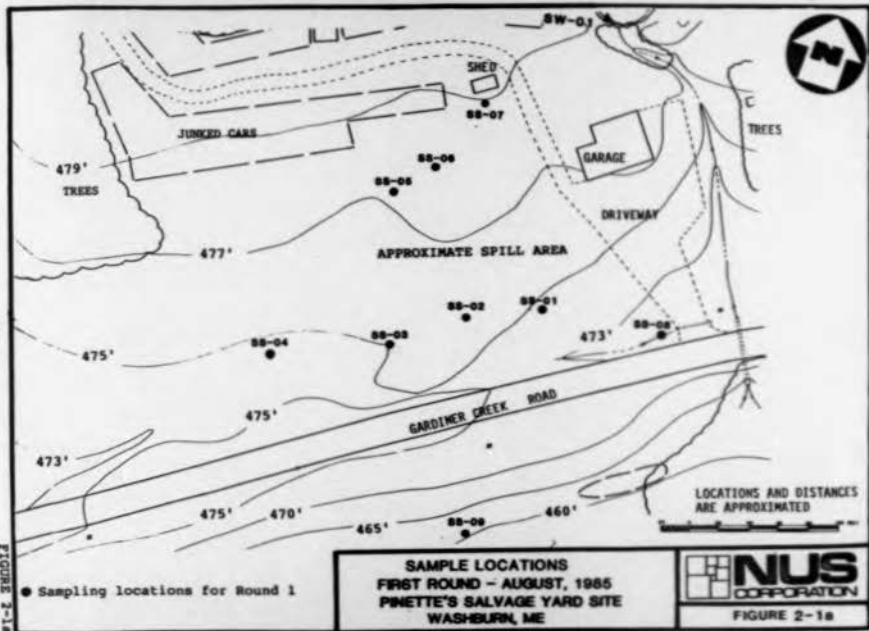 SW-01
N
SHED
SS-07
JUNKED CARS
TREES
SS-06
GARAGE
479'
TREES
SS-05
DRIVEWAY
477'
APPROXIMATE SPILL AREA
SS-02
SS-01
SS-08
473'
SS-03
SS-04
475'
475'
GARDINER CREEK ROAD
473'
475'
470'
465'
460'
SS-09
LOCATIONS AND DISTANCES
ARE APPROXIMATED
● Sampling locations for Round 1
SAMPLE LOCATIONS
FIRST ROUND - AUGUST, 1985
PINETTE'S SALVAGE YARD SITE
WASHBURN, ME
NUS
CORPORATION
FIGURE 2-1a
FIGURE 2-1a